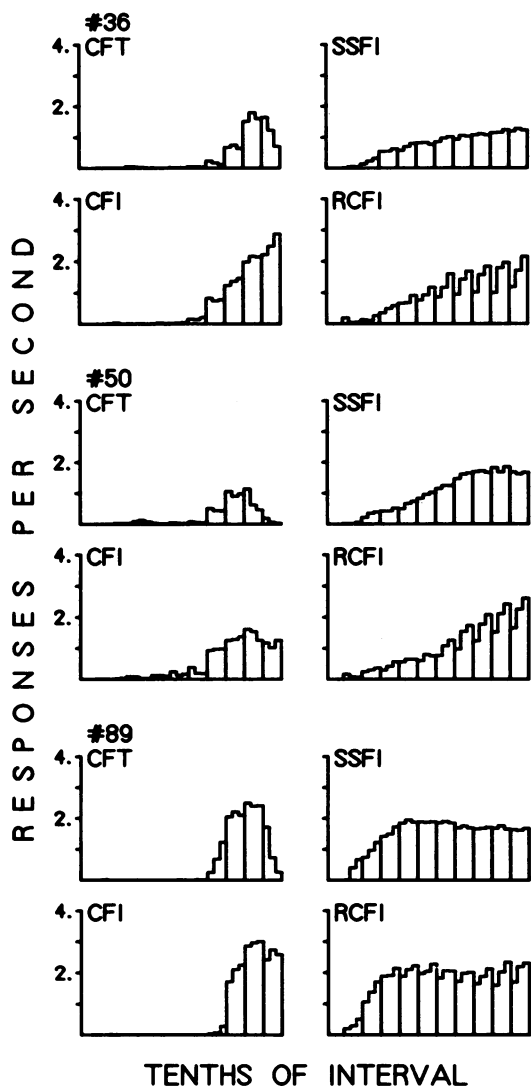 #36
4. CFT SSFI
2.
4. CFI RCFI
2.
#50
4. CFT SSFI
2.
4. CFI RCFI
2.
#89
4. CFT SSFI
2.
4. CFI RCFI
2.
RESPONSES PER SECOND
TENTHS OF INTERVAL